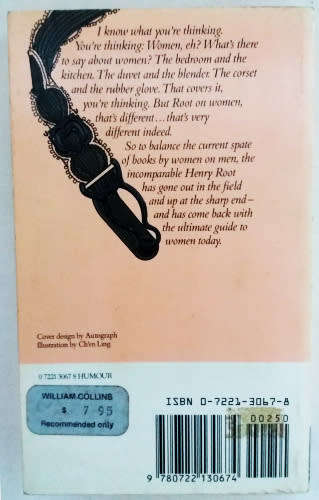 I know what you're thinking.
You're thinking: Women, eh? What's there
to say about women? The bedroom and the
kitchen. The duvet and the blender. The corset
and the rubber glove. That covers it,
you're thinking. But Root on women,
that's different...that's very
different indeed.
So to balance the current spate
of books by women on men, the
incomparable Henry Root
has gone out in the field
and up at the sharp end–
and has come back with
the ultimate guide to
women today.
Cover design by Autograph
Illustration by Ch'en Ling
0 7221 3067 8 HUMOUR
WILLIAM COLLINS
$ 7 95
Recommended only
ISBN 0-7221-3067-8
00250
9 780722 130674